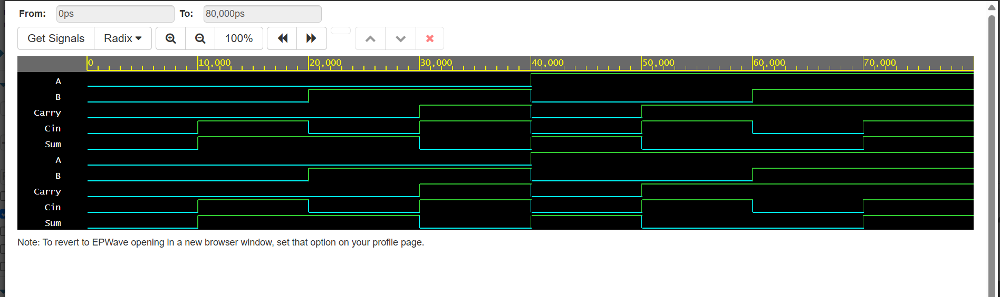 From: 0ps To: 80,000ps
Get Signals Radix 100%
0 10,000 20,000 30,000 40,000 50,000 60,000 70,000
A
B
Carry
Cin
Sum
A
B
Carry
Cin
Sum
Note: To revert to EPWave opening in a new browser window, set that option on your profile page.